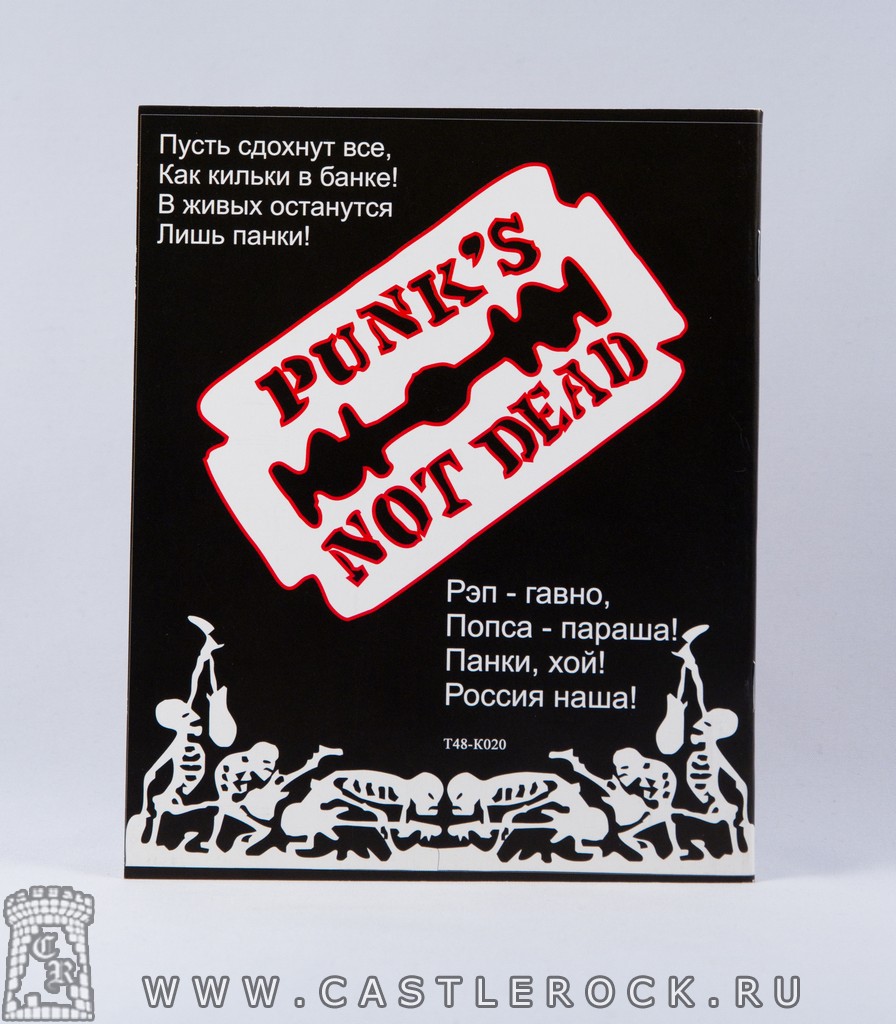 Пусть сдохнут все,
Как кильки в банке!
В живых останутся
Лишь панки!
PUNK'S
NOT DEAD
Рэп - гавно,
Попса - параша!
Панки, хой!
Россия наша!
T48-K020
CR
WWW.CASTLEROCK.RU